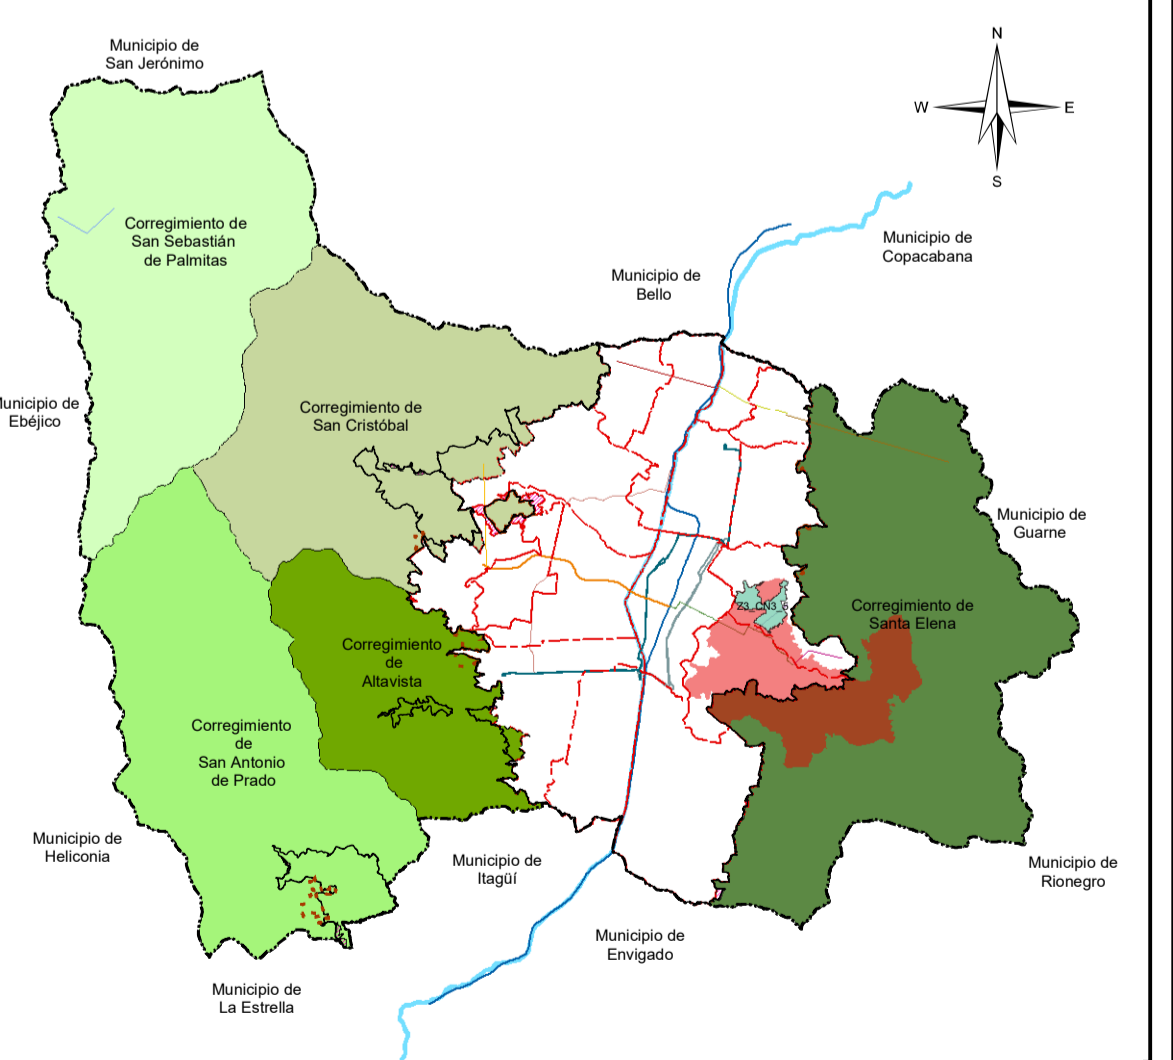 Municipio de
San Jerónimo
N
W
E
S
Corregimiento de
San Sebastián
de Palmitas
Municipio de
Copacabana
Municipio de
Bello
Municipio de
Ebéjico
Corregimiento de
San Cristóbal
Municipio de
Guarne
Corregimiento de
Santa Elena
Corregimiento
de
Altavista
Corregimiento
de
San Antonio
de Prado
Municipio de
Heliconia
Municipio de
Itagüí
Municipio de
Rionegro
Municipio de
Envigado
Municipio de
La Estrella